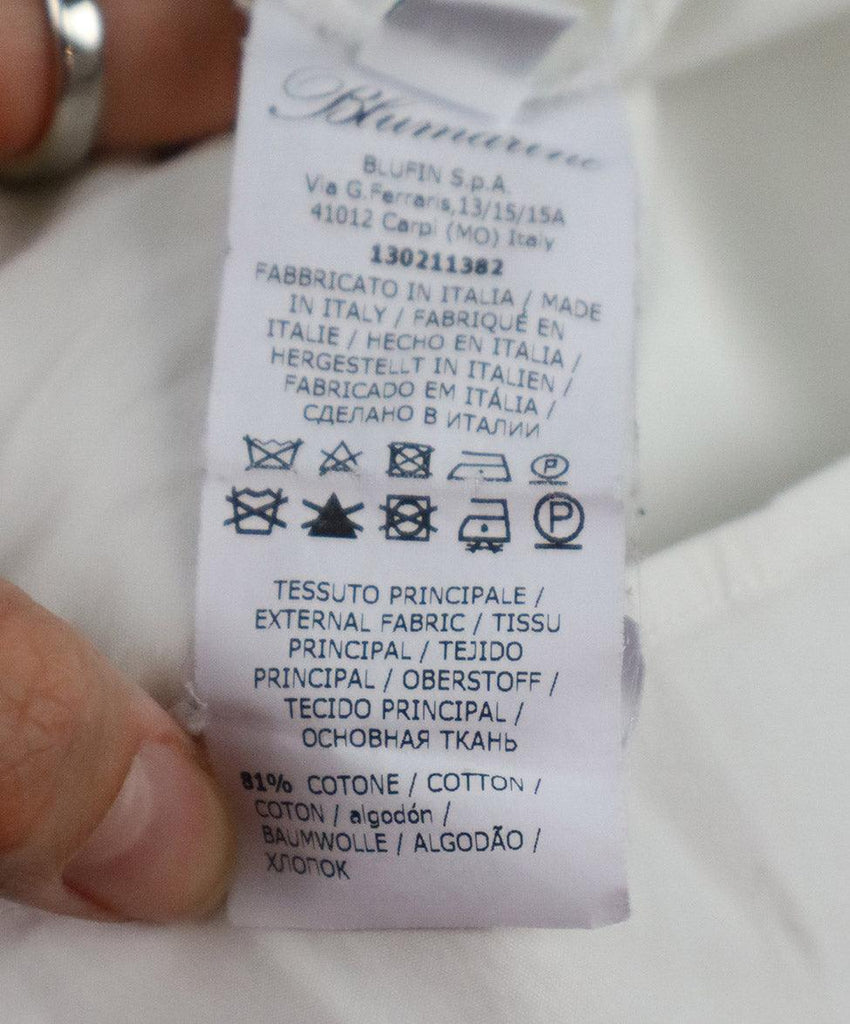 Blumarine
BLUFIN S.p.A.
Via G.Ferraris,13/15/15A
41012 Carpi (MO) Italy
130211382
FABBRICATO IN ITALIA / MADE
IN ITALY / FABRIQUÉ EN
ITALIE / HECHO EN ITALIA /
HERGESTELLT IN ITALIEN /
FABRICADO EM ITÁLIA /
СДЕЛАНО В ИТАЛИИ
P
P
TESSUTO PRINCIPALE /
EXTERNAL FABRIC / TISSU
PRINCIPAL / TEJIDO
PRINCIPAL / OBERSTOFF /
TECIDO PRINCIPAL /
ОСНОВНАЯ ТКАНЬ
81% COTONE / COTTON /
COTON / algodón /
BAUMWOLLE / ALGODÃO /
ХЛОПОК